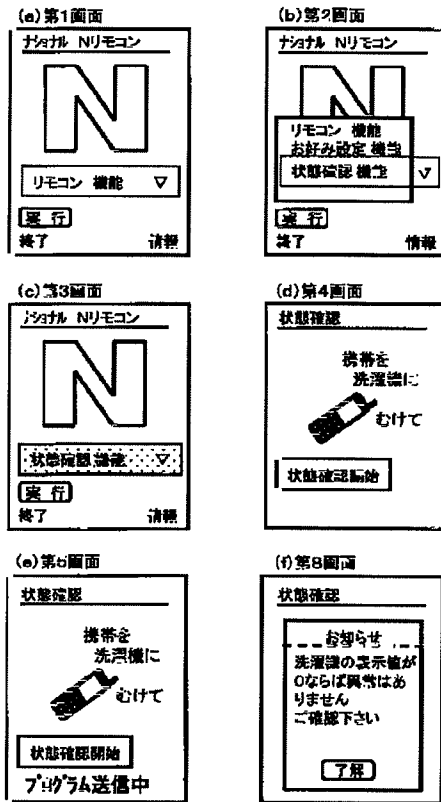 (a)第1画面
ナショナル Nリモコン
N
リモコン 機能 ▽
実 行
終了 情報
(b)第2画面
ナショナル Nリモコン
N
リモコン 機能
お好み設定 機能
状態確認 機能 ▽
実 行
終了 情報
(c)第3画面
ナショナル Nリモコン
N
状態確認 機能 ▽
実 行
終了 情報
(d)第4画面
状態確認
携帯を
洗濯機に
むけて
状態確認開始
(e)第5画面
状態確認
携帯を
洗濯機に
むけて
状態確認開始
プログラム送信中
(f)第8画面
状態確認
お知らせ
洗濯機の表示値が
0ならば異常はあ
りません
ご確認下さい
了解